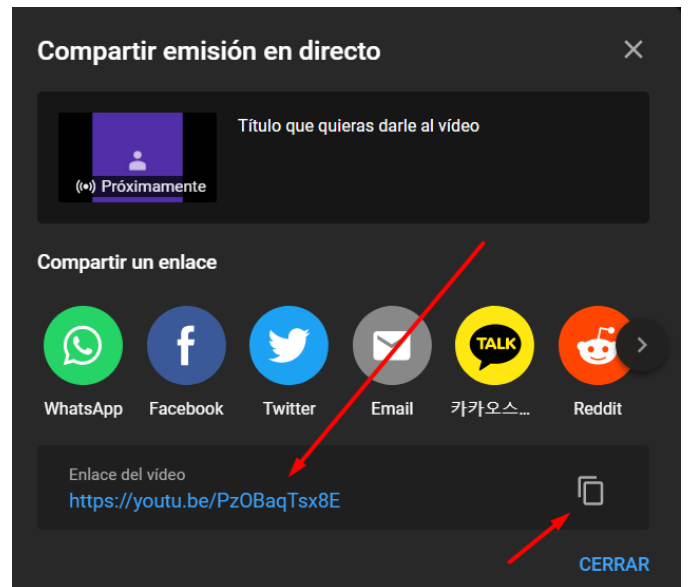 Compartir emisión en directo
Título que quieras darle al vídeo
Próximamente
Compartir un enlace
TALK
WhatsApp Facebook Twitter Email 카카오스... Reddit
Enlace del vídeo
https://youtu.be/PzOBaqTsx8E
CERRAR